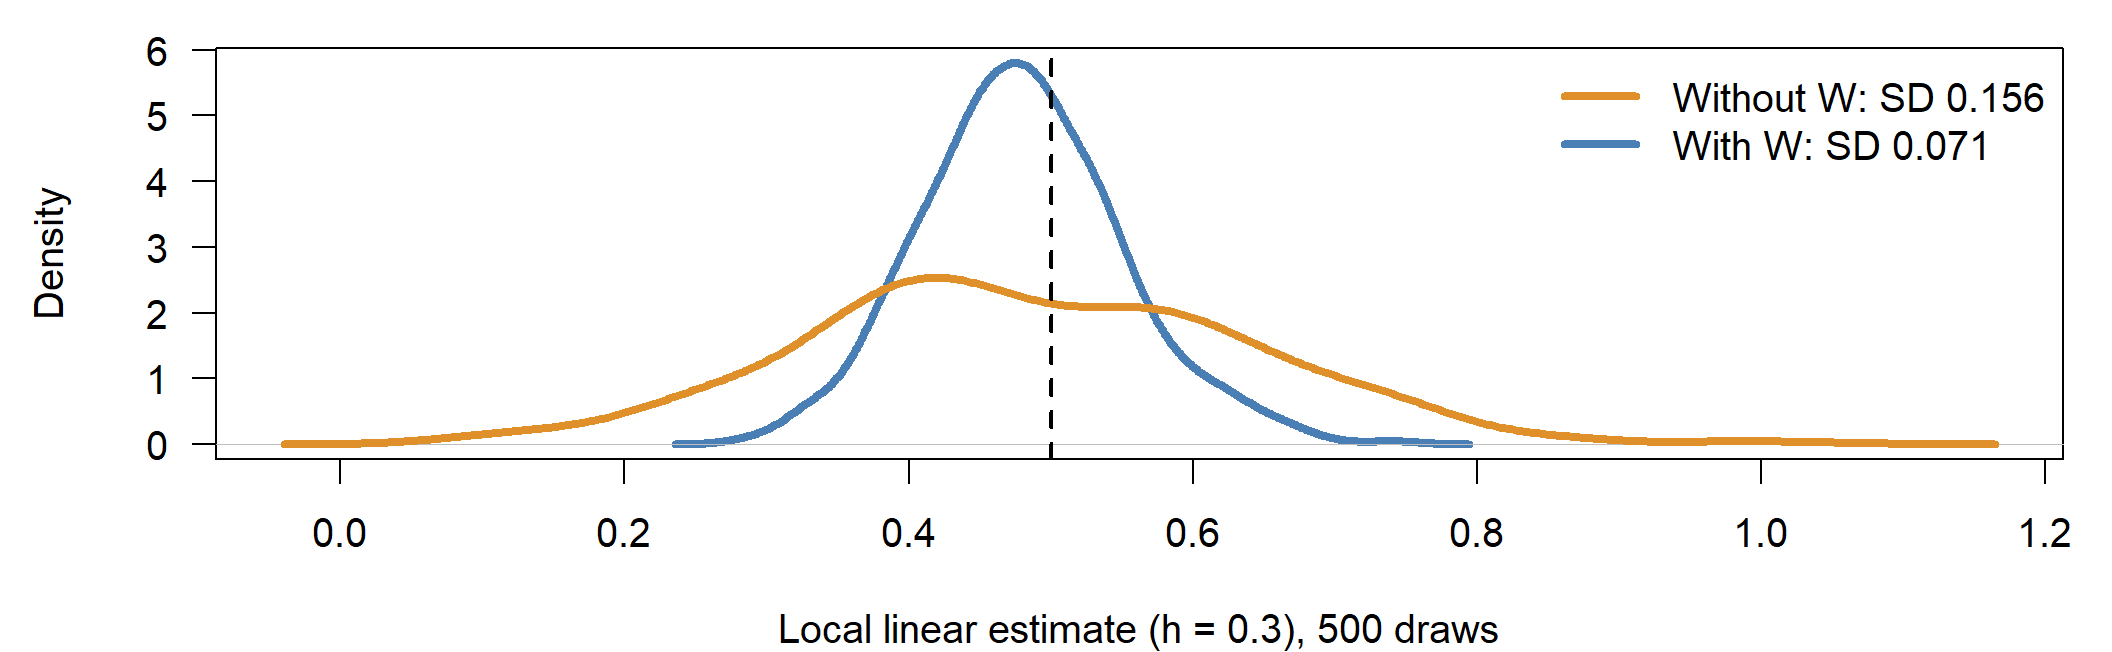 Density
6
5
4
3
2
1
0
Without W: SD 0.156
With W: SD 0.071
0.0 0.2 0.4 0.6 0.8 1.0 1.2
Local linear estimate (h = 0.3), 500 draws